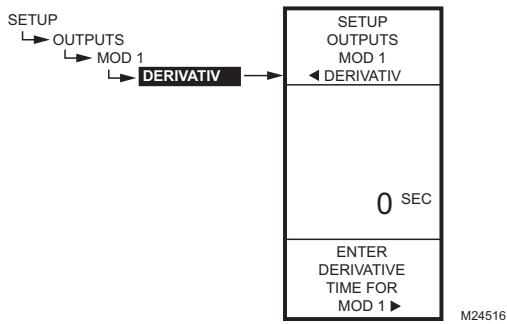 SETUP
OUTPUTS
MOD 1
DERIVATIV
SETUP
OUTPUTS
MOD 1
◄ DERIVATIV
0 SEC
ENTER
DERIVATIVE
TIME FOR
MOD 1 ►
M24516